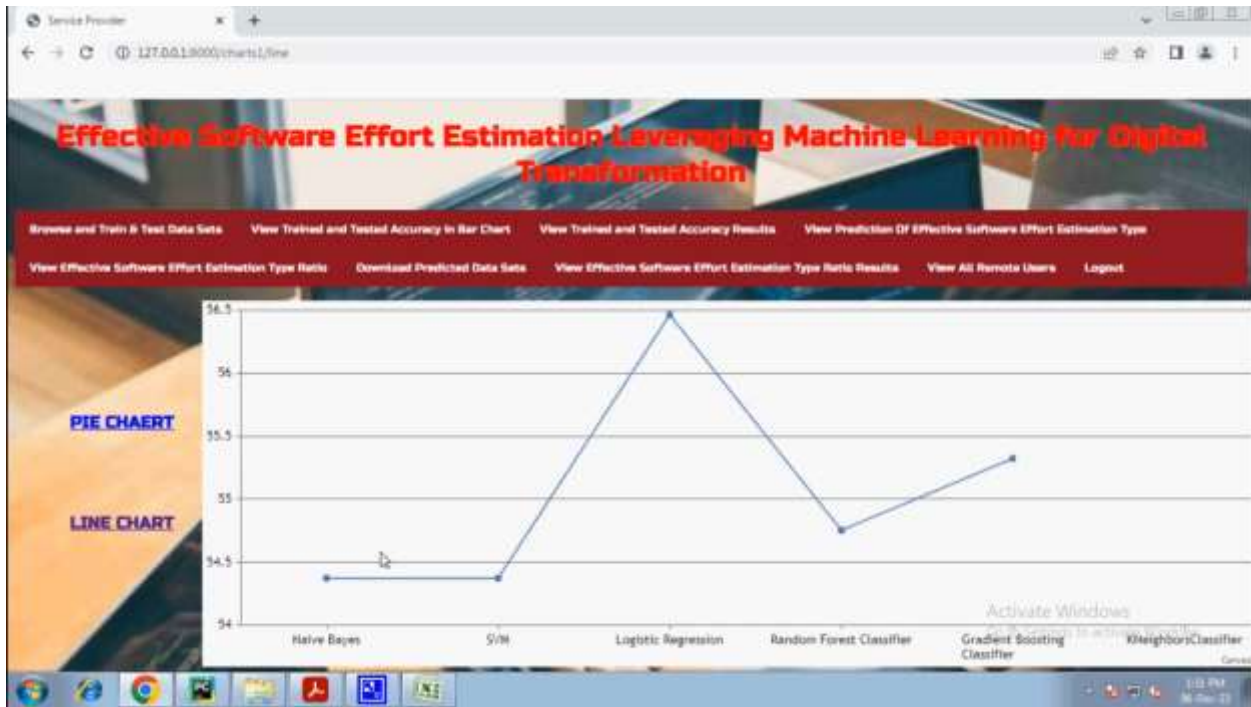 Service Provider
127.0.0.1:8000/charts1/line
Effective Software Effort Estimation Leveraging Machine Learning for Digital
Transformation
Browse and Train & Test Data Sets View Trained and Tested Accuracy in Bar Chart View Trained and Tested Accuracy Results View Prediction Of Effective Software Effort Estimation Type
View Effective Software Effort Estimation Type Ratio Download Predicted Data Sets View Effective Software Effort Estimation Type Ratio Results View All Remote Users Logout
56.5
56
PIE CHAERT
55.5
55
LINE CHART
54.5
Activate Windows
54
Naive Bayes SVM Logistic Regression Random Forest Classifier Gradient Boosting KNeighborsClassifier
Classifier